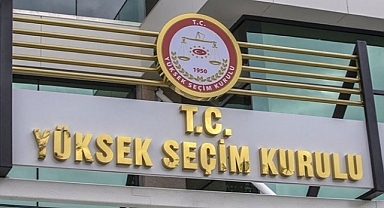 T.C.
YÜKSEK SEÇİM KURULU
1950
T.C.
YÜKSEK SEÇİM KURULU